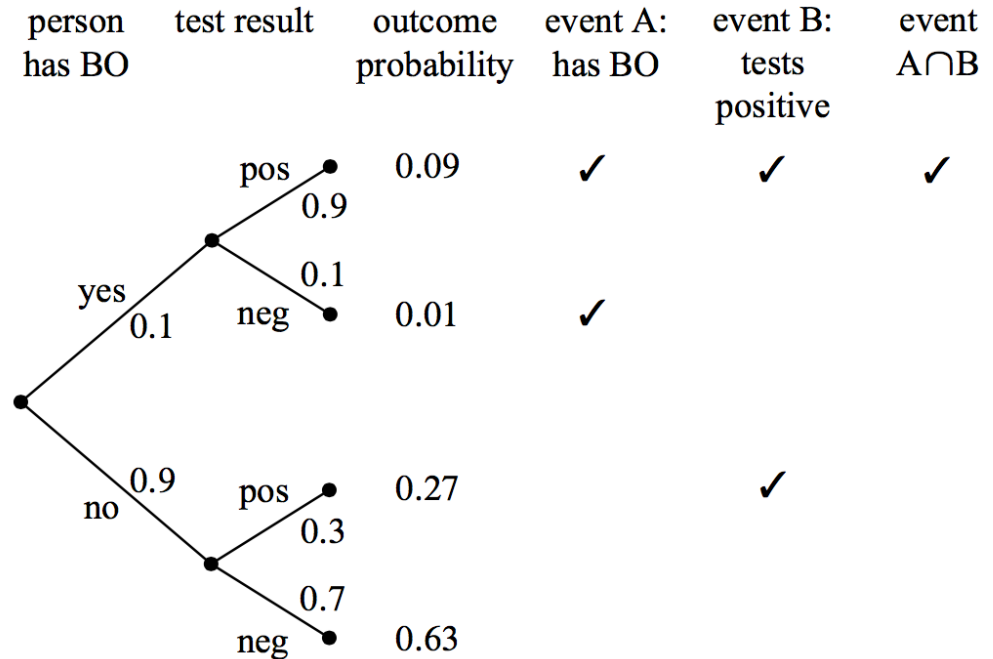 person test result outcome event A: event B: event
has BO probability has BO tests A∩B
positive
pos 0.09 ✓ ✓ ✓
0.9
yes 0.1
neg 0.01 ✓
0.1
0.9 pos 0.27 ✓
no 0.3
0.7
neg 0.63